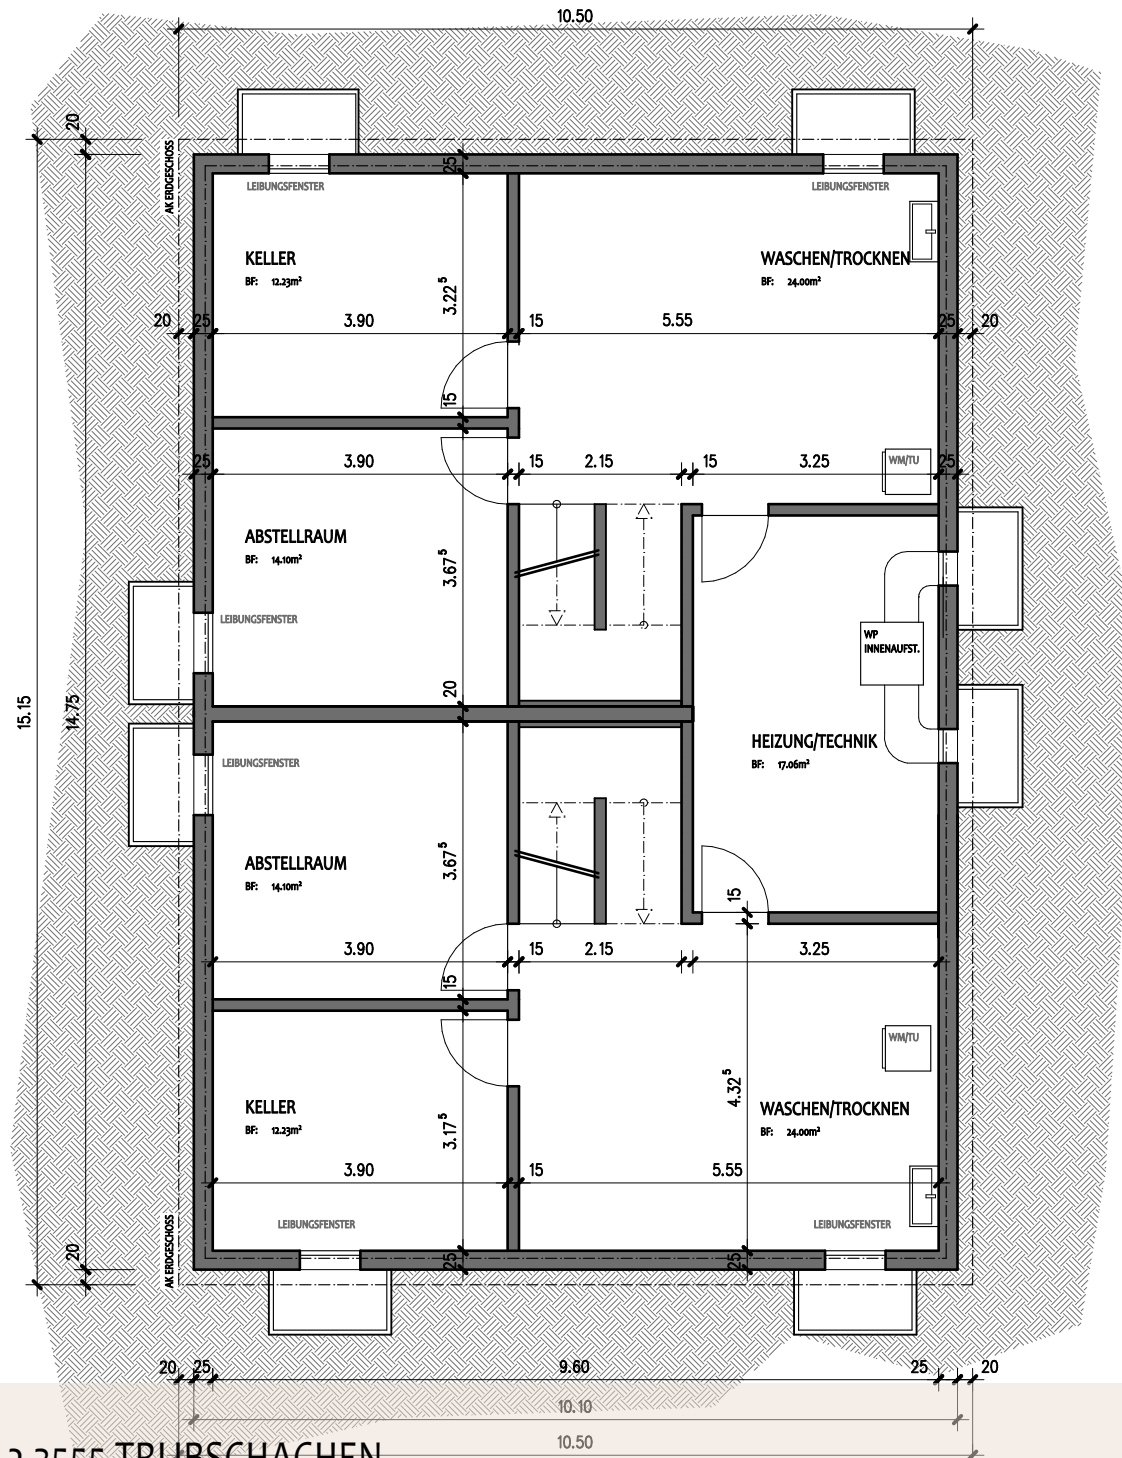 10.50
20
AK ERDGESCHOSS
25
LEIBUNGSFENSTER
LEIBUNGSFENSTER
KELLER
BF: 12.23m²
WASCHEN/TROCKNEN
BF: 24.00m²
3.22⁵
20 25 3.90 15 5.55 25 20
15
25 3.90 15 2.15 15 3.25 25
WM/TU
ABSTELLRAUM
BF: 14.10m²
3.67⁵
LEIBUNGSFENSTER
WP
INNENAUFST.
20
15.15
14.75
HEIZUNG/TECHNIK
BF: 17.06m²
LEIBUNGSFENSTER
ABSTELLRAUM
BF: 14.10m²
3.67⁵
15
3.90 15 2.15 3.25
15
WM/TU
4.32⁵
KELLER
BF: 12.23m²
WASCHEN/TROCKNEN
BF: 24.00m²
3.17⁵
3.90 15 5.55
LEIBUNGSFENSTER
LEIBUNGSFENSTER
AK ERDGESCHOSS
20
25
25
20 25 9.60 25 20
10.10
10.50
TRUBSCHACHEN